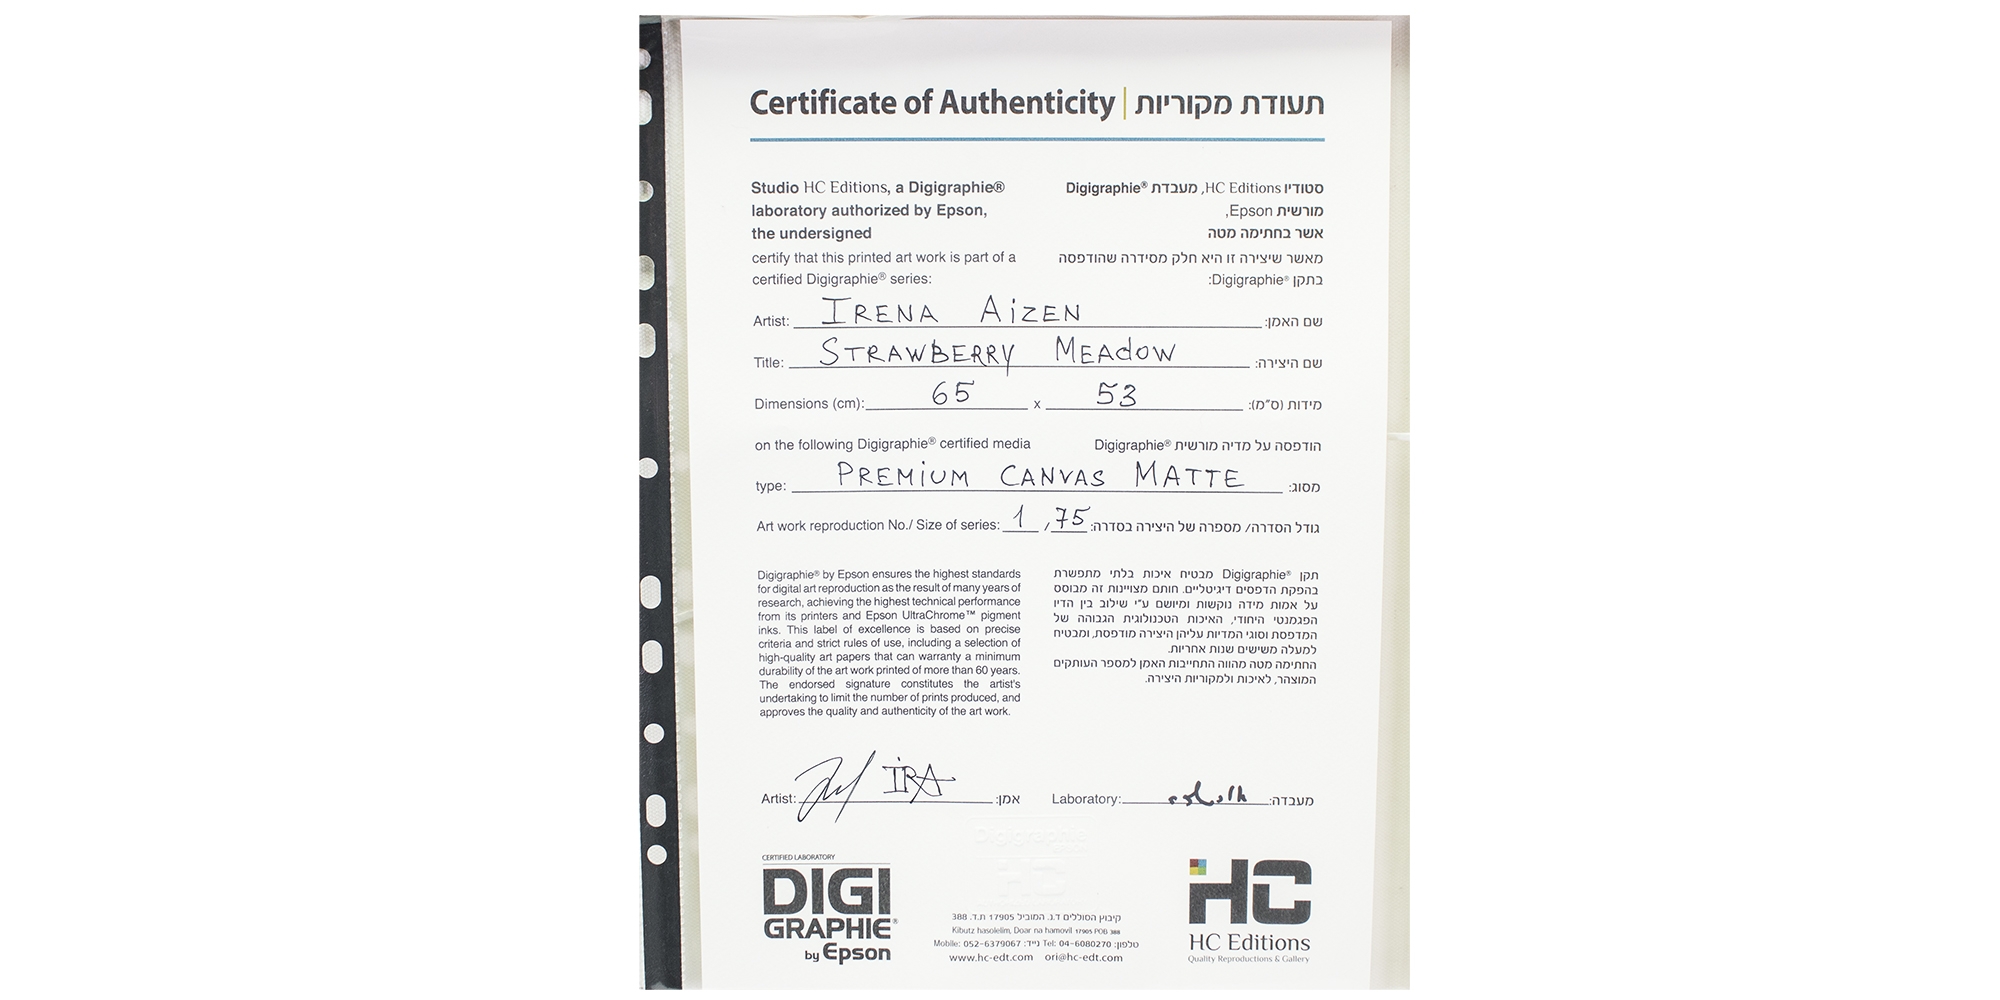 Certificate of Authenticity | תעודת מקוריות
Studio HC Editions, a Digigraphie®
laboratory authorized by Epson,
the undersigned
certify that this printed art work is part of a
certified Digigraphie® series:
סטודיו HC Editions, מעבדת Digigraphie®
מורשית Epson,
אשר בחתימה מטה
מאשר שיצירה זו היא חלק מסידרה שהודפסה
בתקן Digigraphie®:
Artist: IRENA AiZEN שם האמן:
Title: STRAWBERRY MEAdOW שם היצירה:
Dimensions (cm): 65 x 53 מידות (ס"מ):
on the following Digigraphie® certified media הודפסה על מדיה מורשית Digigraphie®
type: PREMiUM CANVAS MATTE מסוג:
Art work reproduction No./ Size of series: 1 / 75 גודל הסדרה/ מספרה של היצירה בסדרה:
Digigraphie® by Epson ensures the highest standards
for digital art reproduction as the result of many years of
research, achieving the highest technical performance
from its printers and Epson UltraChrome™ pigment
inks. This label of excellence is based on precise
criteria and strict rules of use, including a selection of
high-quality art papers that can warranty a minimum
durability of the art work printed of more than 60 years.
The endorsed signature constitutes the artist's
undertaking to limit the number of prints produced, and
approves the quality and authenticity of the art work.
תקן Digigraphie® מבטיח איכות בלתי מתפשרת
בהפקת הדפסים דיגיטליים. חותם מצויינות זה מבוסס
על אמות מידה נוקשות ומיושם ע"י שילוב בין הדיו
הפגמנטי היחודי, האיכות הטכנולוגית הגבוהה של
המדפסת וסוגי המדיות עליהן היצירה מודפסת, ומבטיח
למעלה משישים שנות אחריות.
החתימה מטה מהווה התחייבות האמן למספר העותקים
המוצהר, לאיכות ולמקוריות היצירה.
Artist: IRA אמן:
Laboratory: מעבדה:
Digigraphie
HC
CERTIFIED LABORATORY
DIGI
GRAPHIE®
by Epson
קיבוץ הסוללים ד.נ. המוביל 17905 ת.ד. 388
Kibutz hasolelim, Doar na hamovil 17905 POB 388
Mobile: 052-6379067 :נייד Tel: 04-6080270 :טלפון
www.hc-edt.com ori@hc-edt.com
HC
HC Editions
Quality Reproductions & Gallery